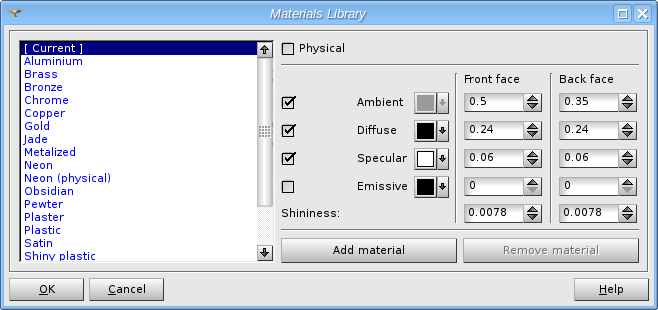 Materials Library
[ Current ]
Aluminium
Brass
Bronze
Chrome
Copper
Gold
Jade
Metalized
Neon
Neon (physical)
Obsidian
Pewter
Plaster
Plastic
Satin
Shiny plastic
Physical
Front face Back face
Ambient 0.5 0.35
Diffuse 0.24 0.24
Specular 0.06 0.06
Emissive 0 0
Shininess: 0.0078 0.0078
Add material Remove material
OK Cancel Help